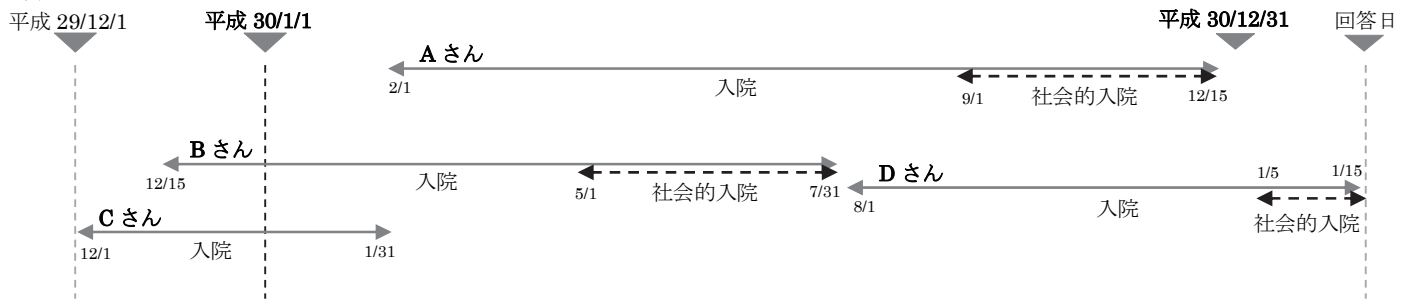 平成 29/12/1
平成 30/1/1
平成 30/12/31
回答日
A さん
2/1
入院
9/1
社会的入院
12/15
B さん
12/15
入院
5/1
社会的入院
7/31
D さん
8/1
入院
1/5
1/15
社会的入院
C さん
12/1
入院
1/31